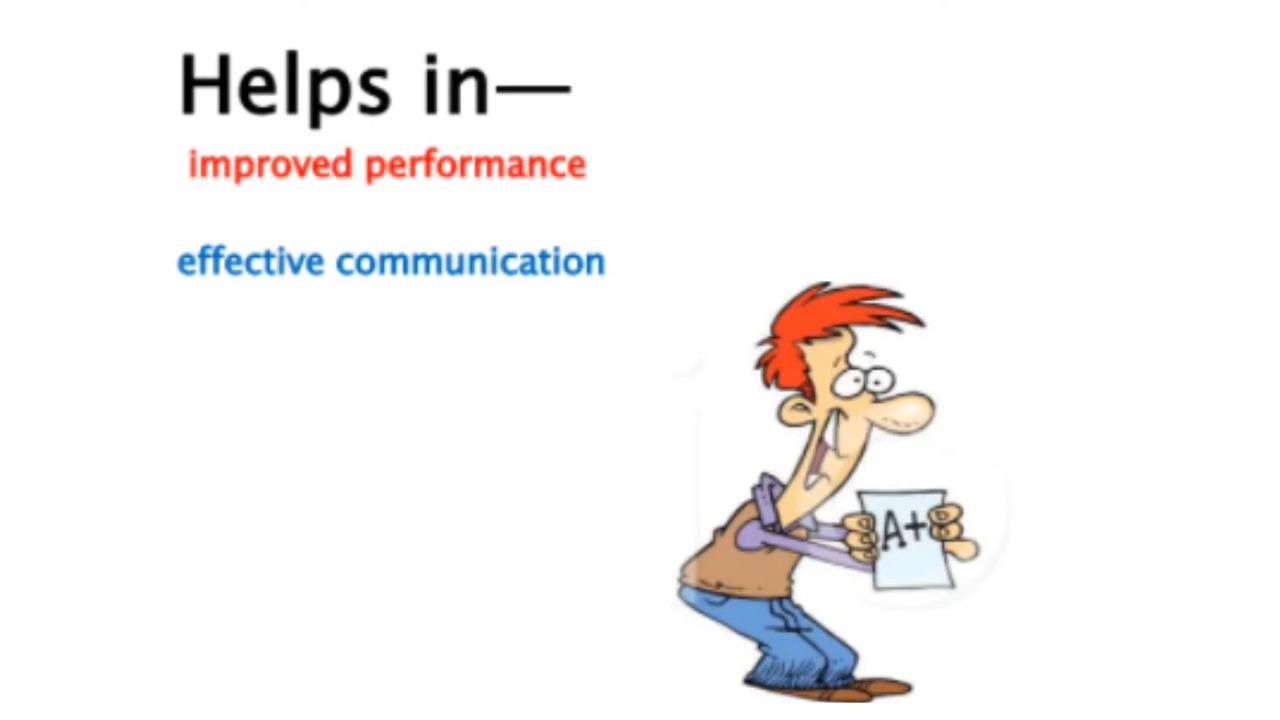 Helps in—
improved performance
effective communication
A+